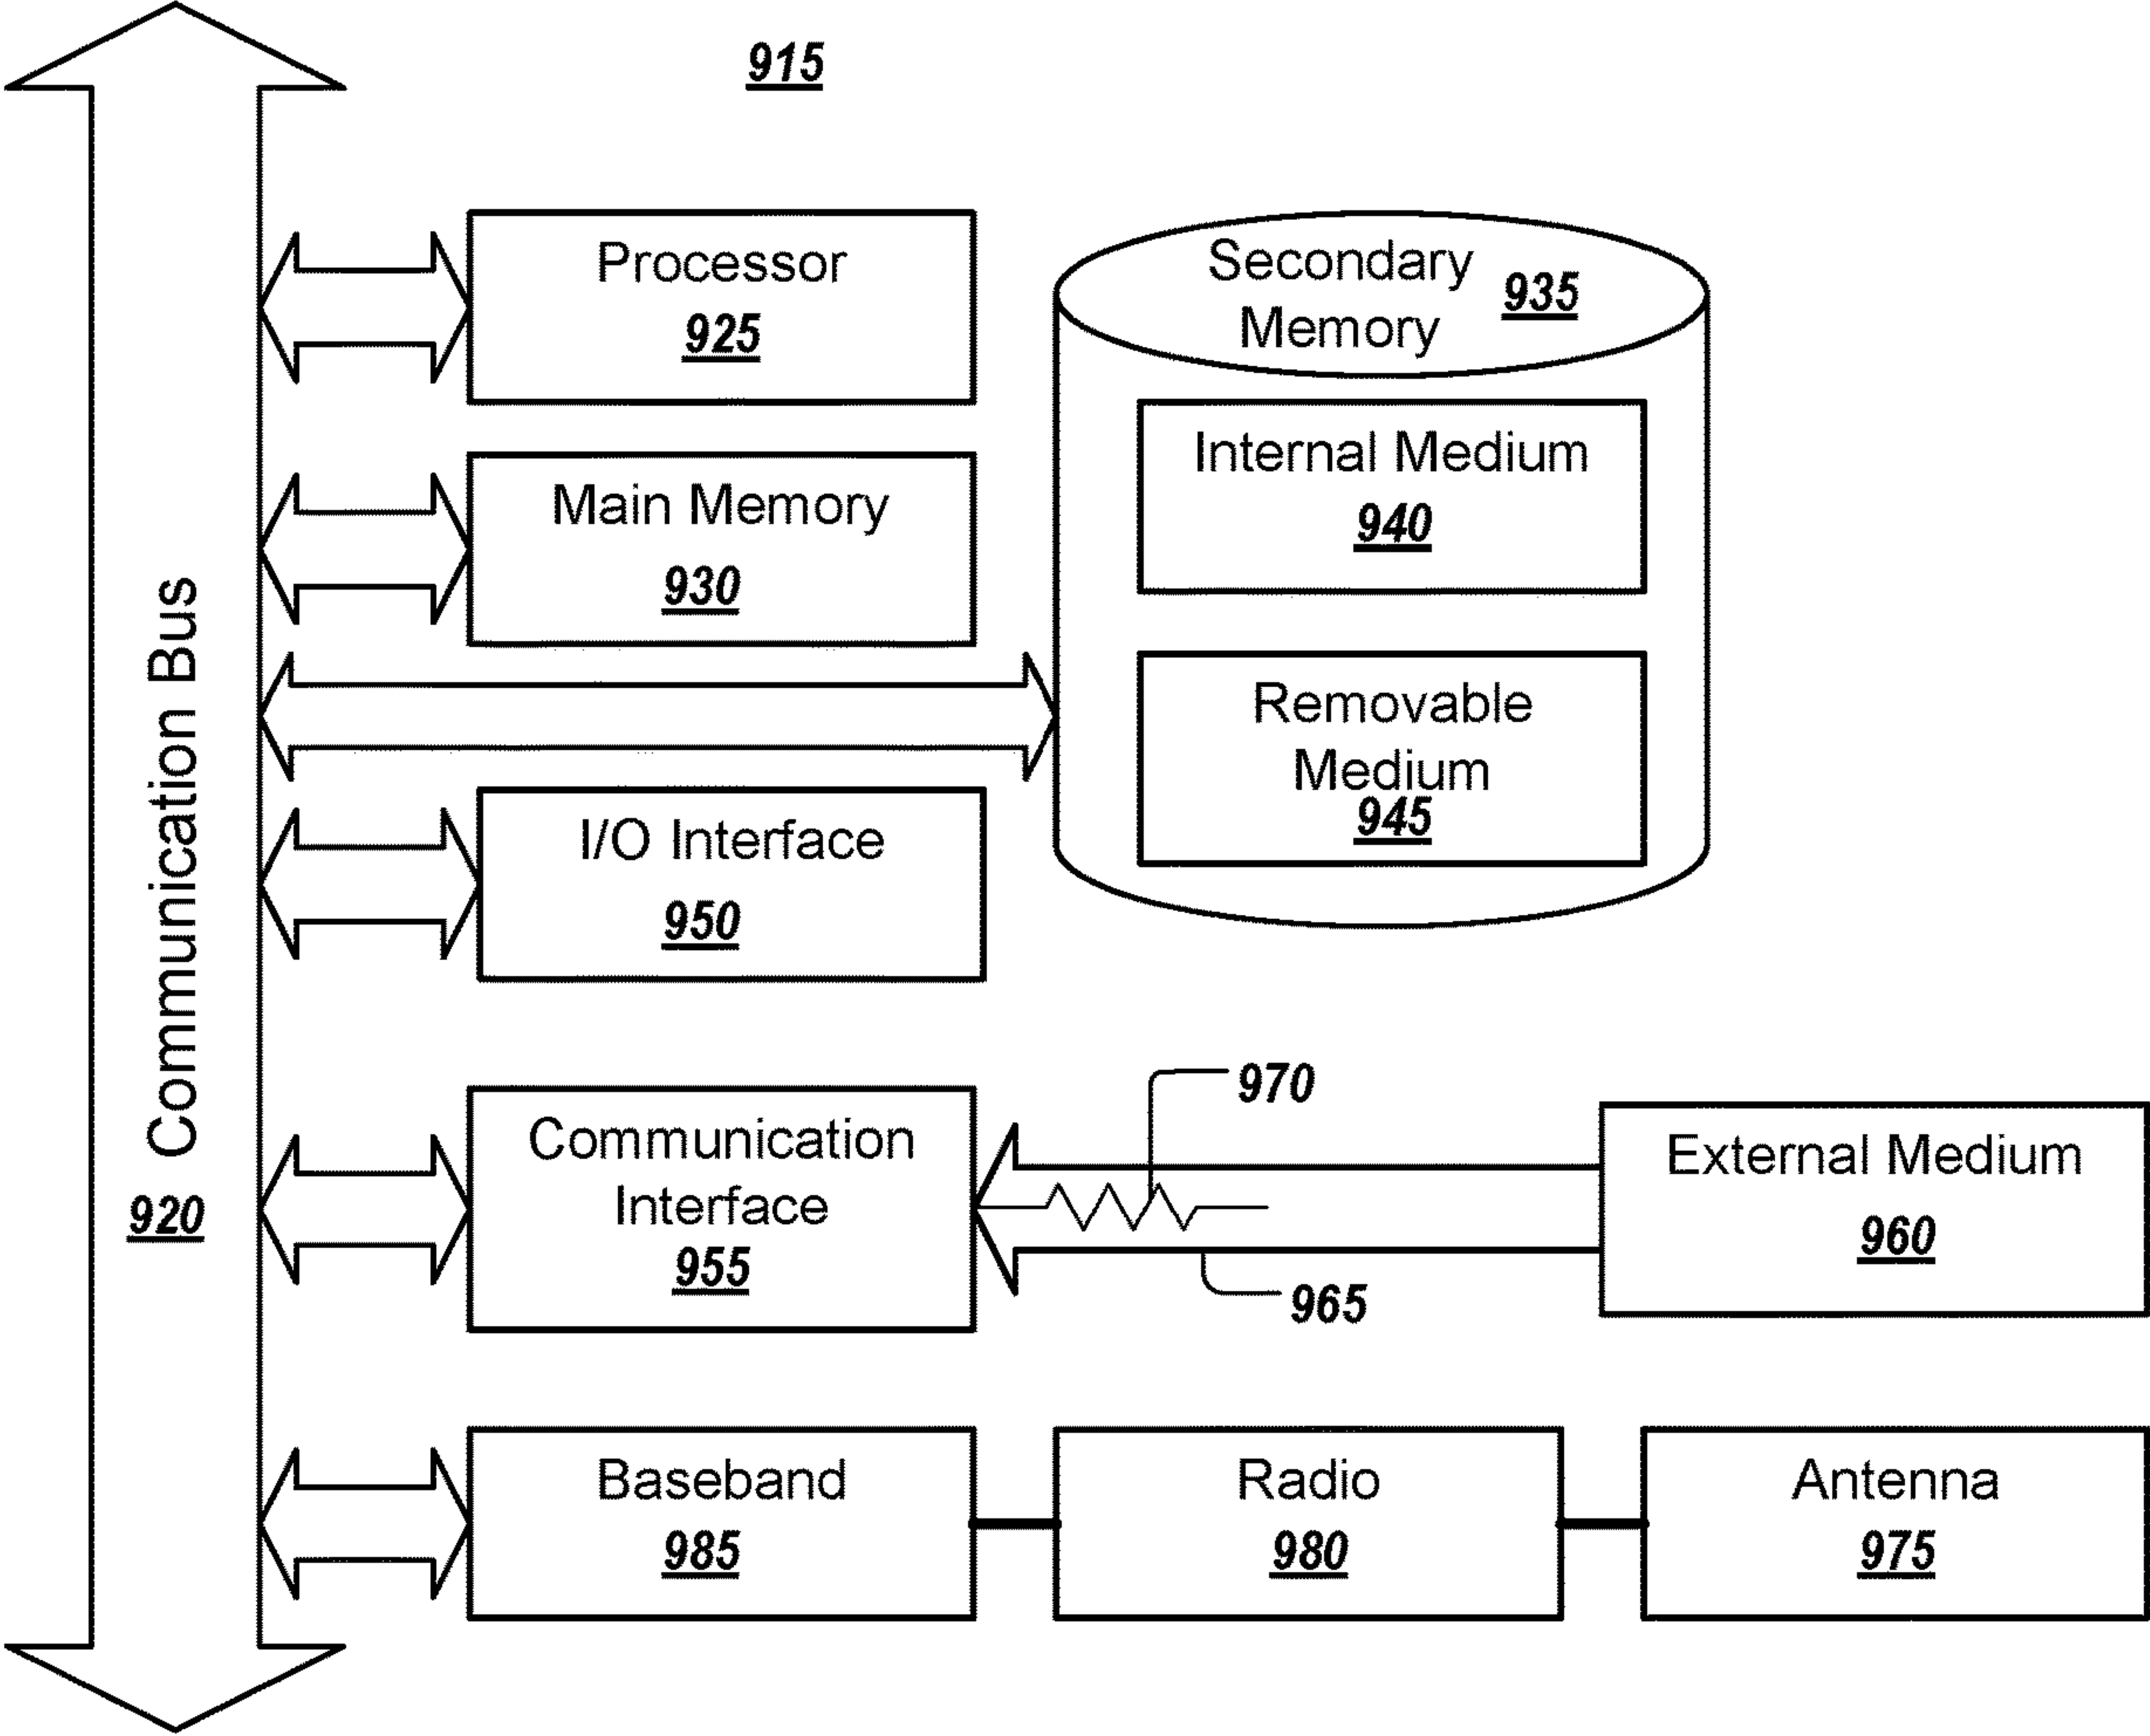 915
Communication Bus
920
Processor
925
Main Memory
930
Secondary
Memory
935
Internal Medium
940
Removable
Medium
945
I/O Interface
950
Communication
Interface
955
970
965
External Medium
960
Baseband
985
Radio
980
Antenna
975